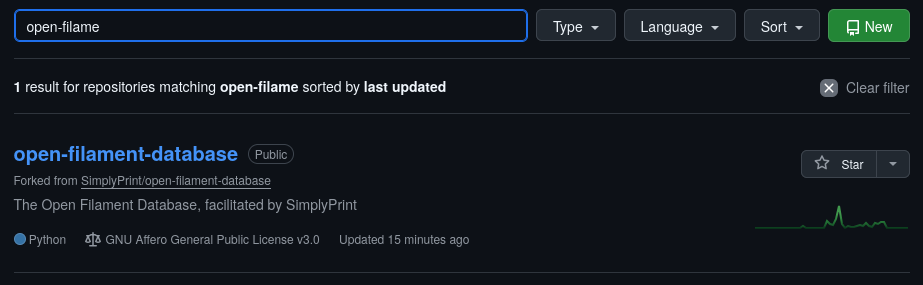 open-filame Type Language Sort New
1 result for repositories matching open-filame sorted by last updated Clear filter
open-filament-database Public Star
Forked from SimplyPrint/open-filament-database
The Open Filament Database, facilitated by SimplyPrint
Python GNU Affero General Public License v3.0 Updated 15 minutes ago